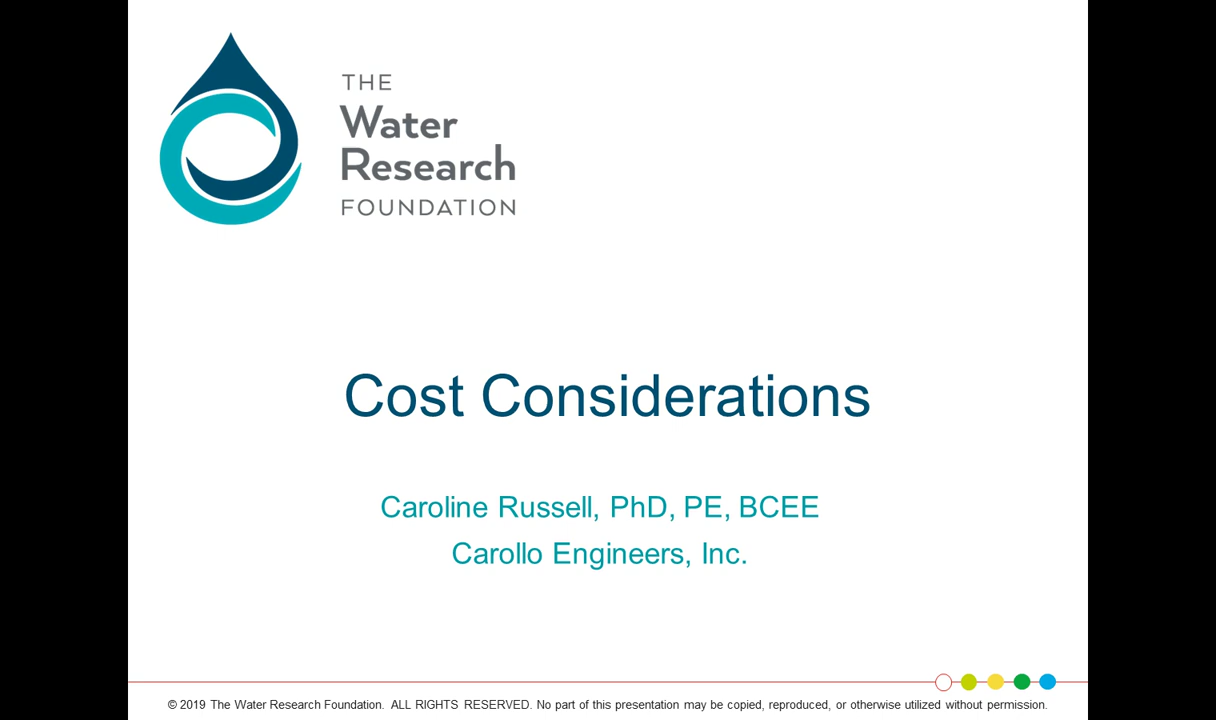 THE
Water
Research
FOUNDATION
Cost Considerations
Caroline Russell, PhD, PE, BCEE
Carollo Engineers, Inc.
© 2019 The Water Research Foundation. ALL RIGHTS RESERVED. No part of this presentation may be copied, reproduced, or otherwise utilized without permission.